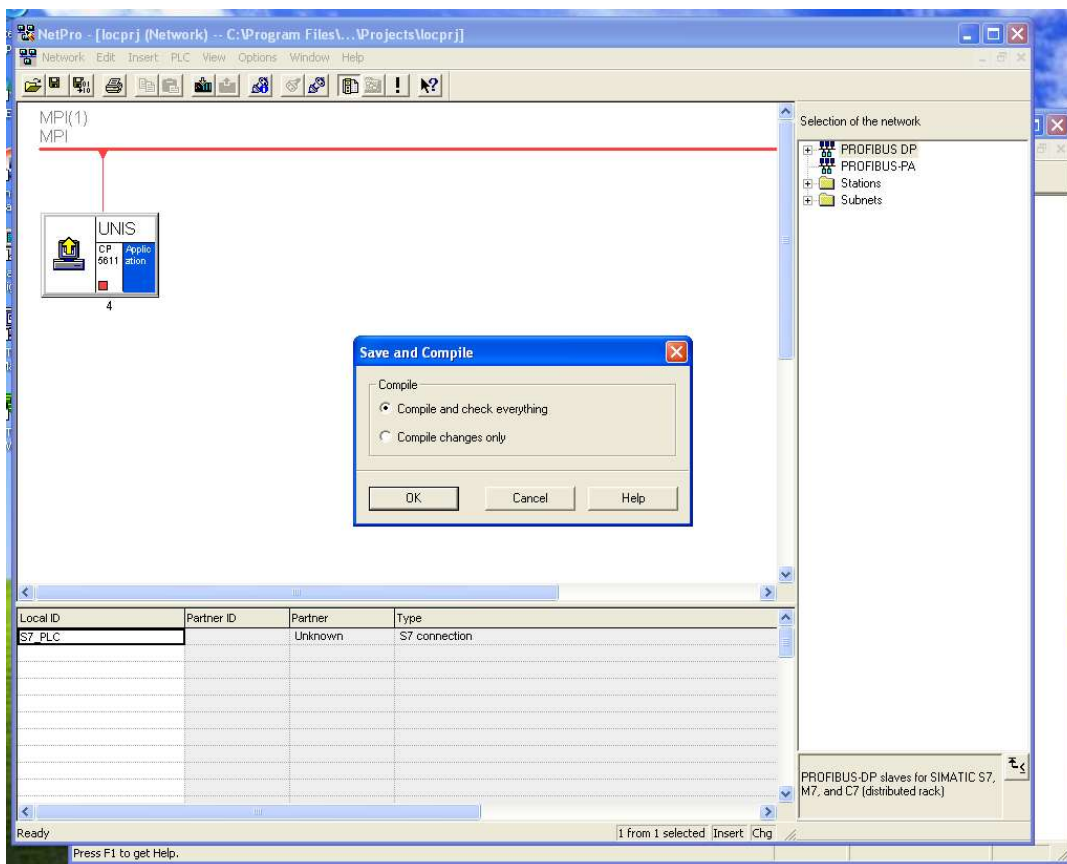 NetPro - [locprj (Network) -- C:\Program Files\...\Projects\locprj]
Network Edit Insert PLC View Options Window Help
MPI(1)
MPI
UNIS
CP 5611
Applic ation
4
Selection of the network
PROFIBUS DP
PROFIBUS-PA
Stations
Subnets
Save and Compile
Compile
Compile and check everything
Compile changes only
OK Cancel Help
Local ID Partner ID Partner Type
S7_PLC Unknown S7 connection
PROFIBUS-DP slaves for SIMATIC S7,
M7, and C7 (distributed rack)
Ready 1 from 1 selected Insert Chg
Press F1 to get Help.